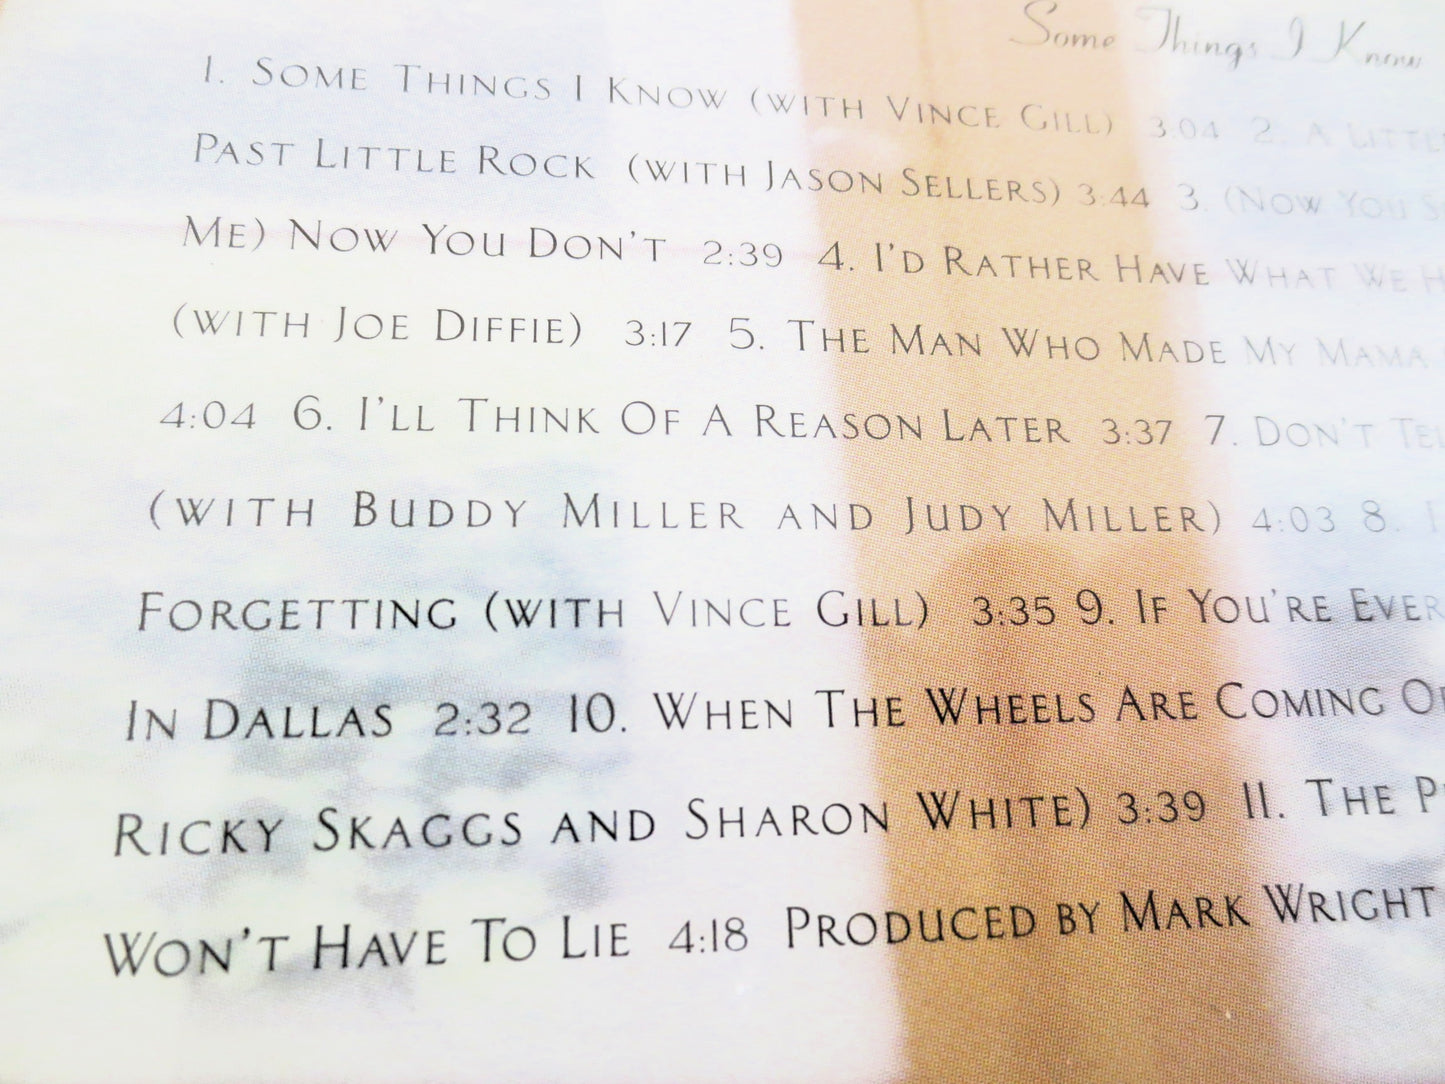 Some Things I Know
1. SOME THINGS I KNOW (WITH VINCE GILL) 3:04 2. A LITTLE
PAST LITTLE ROCK (WITH JASON SELLERS) 3:44 3. (NOW YOU
ME) NOW YOU DON'T 2:39 4. I'D RATHER HAVE WHAT WE
(WITH JOE DIFFIE) 3:17 5. THE MAN WHO MADE MY MAMA
4:04 6. I'LL THINK OF A REASON LATER 3:37 7. DON'T
(WITH BUDDY MILLER AND JUDY MILLER) 4:03 8.
FORGETTING (WITH VINCE GILL) 3:35 9. IF YOU'RE EVER
IN DALLAS 2:32 10. WHEN THE WHEELS ARE COMING
RICKY SKAGGS AND SHARON WHITE) 3:39 11. THE
WON'T HAVE TO LIE 4:18 PRODUCED BY MARK WRIGHT